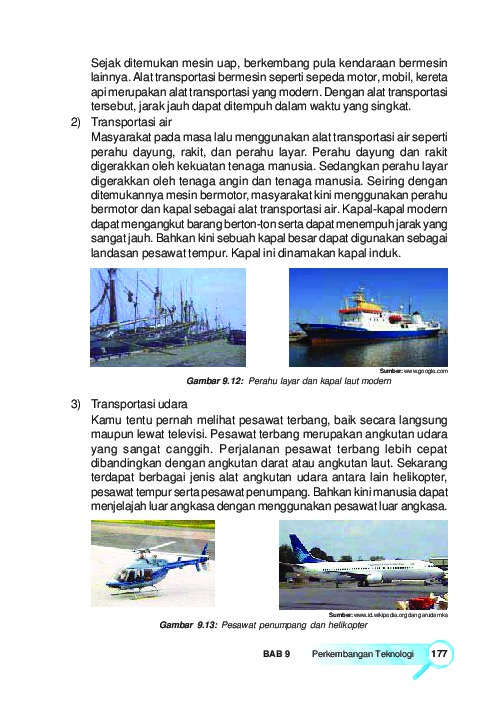 Sejak ditemukan mesin uap, berkembang pula kendaraan bermesin
lainnya. Alat transportasi bermesin seperti sepeda motor, mobil, kereta
api merupakan alat transportasi yang modern. Dengan alat transportasi
tersebut, jarak jauh dapat ditempuh dalam waktu yang singkat.
2) Transportasi air
Masyarakat pada masa lalu menggunakan alat transportasi air seperti
perahu dayung, rakit, dan perahu layar. Perahu dayung dan rakit
digerakkan oleh kekuatan tenaga manusia. Sedangkan perahu layar
digerakkan oleh tenaga angin dan tenaga manusia. Seiring dengan
ditemukannya mesin bermotor, masyarakat kini menggunakan perahu
bermotor dan kapal sebagai alat transportasi air. Kapal-kapal modern
dapat mengangkut barang berton-ton serta dapat menempuh jarak yang
sangat jauh. Bahkan kini sebuah kapal besar dapat digunakan sebagai
landasan pesawat tempur. Kapal ini dinamakan kapal induk.
Sumber: www.google.com
Gambar 9.12: Perahu layar dan kapal laut modern
3) Transportasi udara
Kamu tentu pernah melihat pesawat terbang, baik secara langsung
maupun lewat televisi. Pesawat terbang merupakan angkutan udara
yang sangat canggih. Perjalanan pesawat terbang lebih cepat
dibandingkan dengan angkutan darat atau angkutan laut. Sekarang
terdapat berbagai jenis alat angkutan udara antara lain helikopter,
pesawat tempur serta pesawat penumpang. Bahkan kini manusia dapat
menjelajah luar angkasa dengan menggunakan pesawat luar angkasa.
Sumber: www.id.wikipedia.org dan garudamka
Gambar 9.13: Pesawat penumpang dan helikopter
BAB 9 Perkembangan Teknologi 177